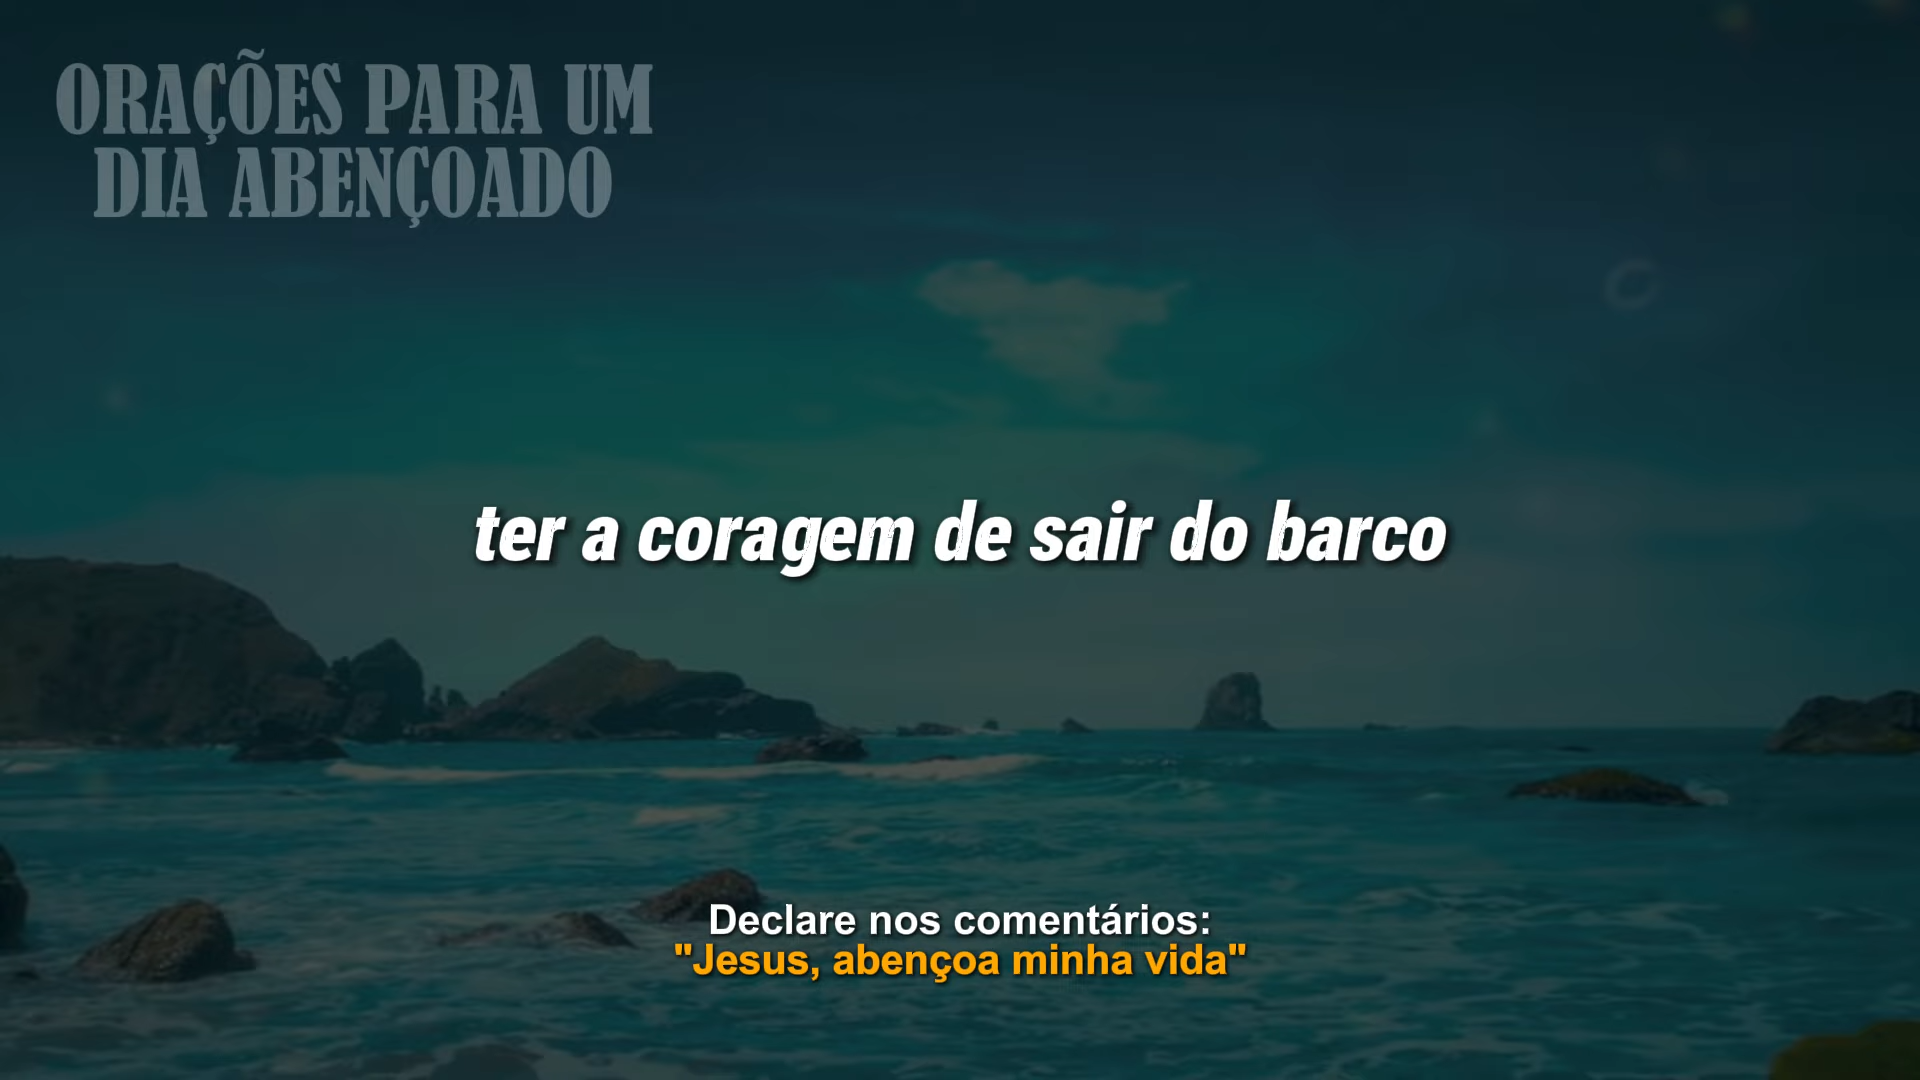 ORAÇÕES PARA UM
DIA ABENÇOADO
ter a coragem de sair do barco
Declare nos comentários:
"Jesus, abençoa minha vida"